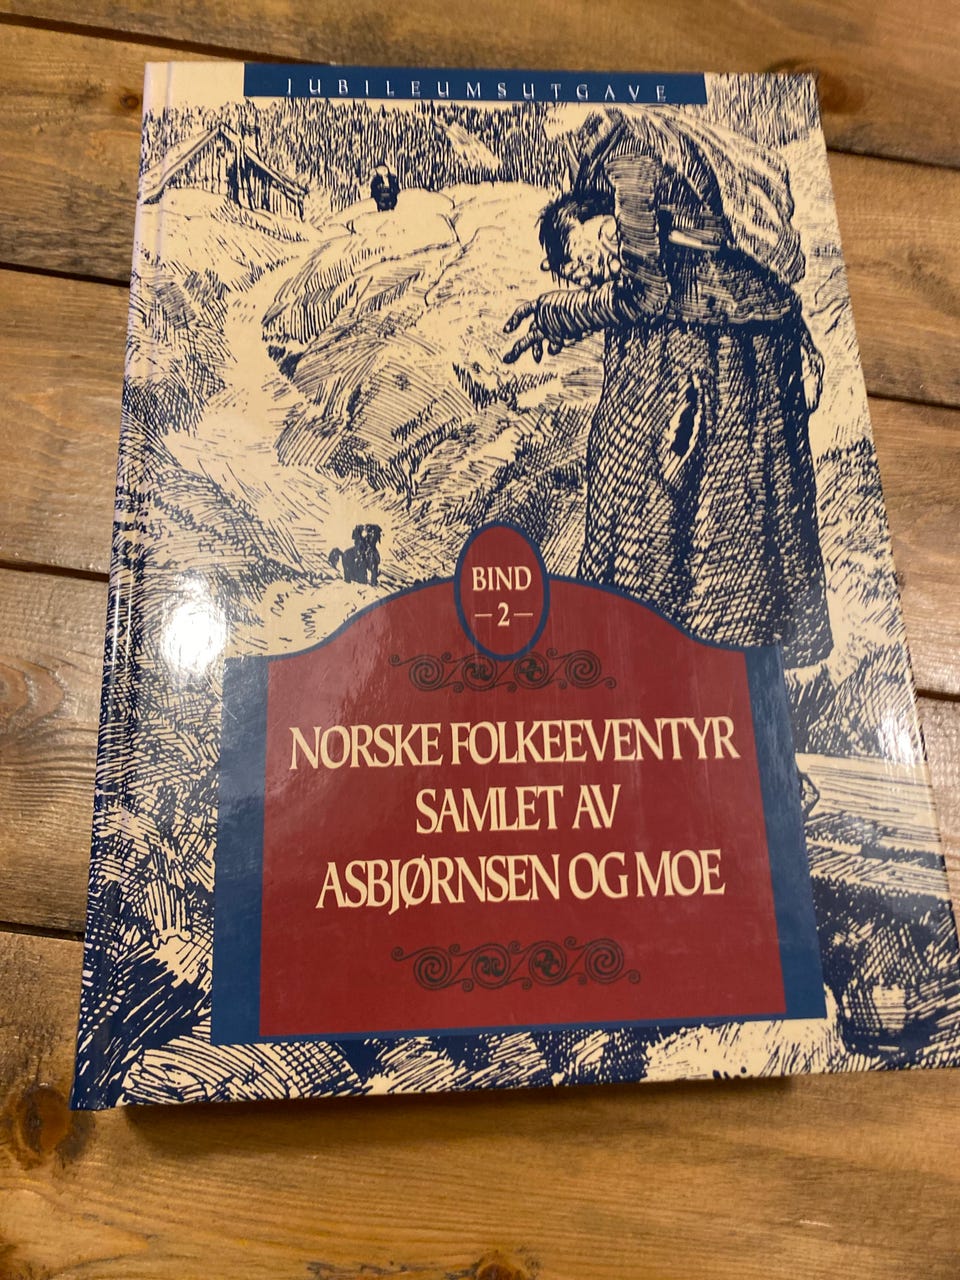 JUBILEUMSUTGAVE
BIND
–2–
NORSKE FOLKEEVENTYR
SAMLET AV
ASBJØRNSEN OG MOE